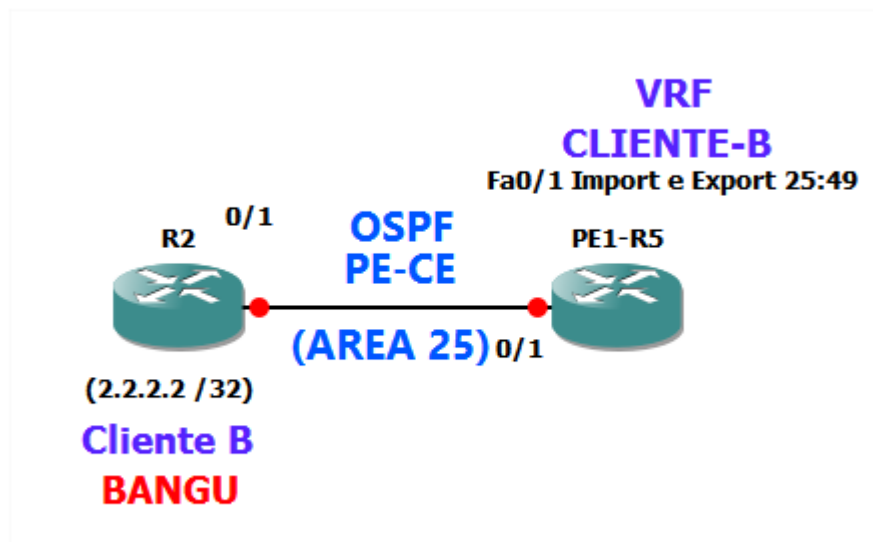 VRF
CLIENTE-B
Fa0/1 Import e Export 25:49
0/1
R2
OSPF
PE-CE
PE1-R5
(AREA 25)
0/1
(2.2.2.2 /32)
Cliente B
BANGU